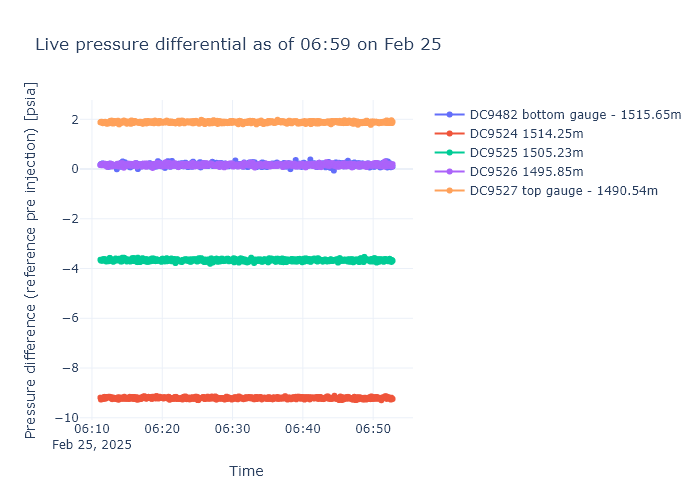 Live pressure differential as of 06:59 on Feb 25
Pressure difference (reference pre injection) [psia]
2
0
−2
−4
−6
−8
−10
06:10 06:20 06:30 06:40 06:50
Feb 25, 2025
Time
DC9482 bottom gauge - 1515.65m
DC9524 1514.25m
DC9525 1505.23m
DC9526 1495.85m
DC9527 top gauge - 1490.54m